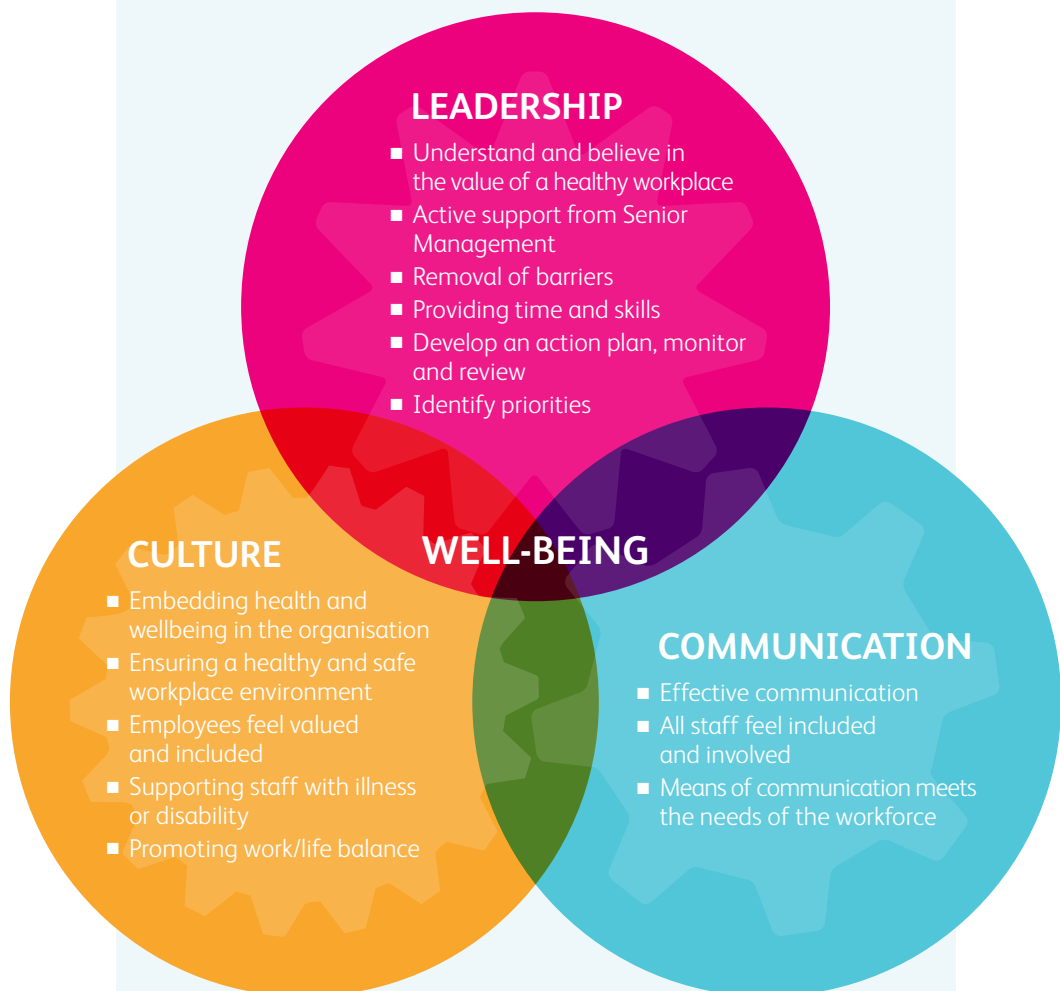 LEADERSHIP
■ Understand and believe in
the value of a healthy workplace
■ Active support from Senior
Management
■ Removal of barriers
■ Providing time and skills
■ Develop an action plan, monitor
and review
■ Identify priorities
WELL-BEING
CULTURE
■ Embedding health and
wellbeing in the organisation
■ Ensuring a healthy and safe
workplace environment
■ Employees feel valued
and included
■ Supporting staff with illness
or disability
■ Promoting work/life balance
COMMUNICATION
■ Effective communication
■ All staff feel included
and involved
■ Means of communication meets
the needs of the workforce